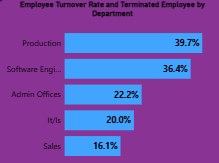 Employee Turnover Rate and Terminated Employee by
Department
Production 39.7%
Software Engi... 36.4%
Admin Offices 22.2%
It/Is 20.0%
Sales 16.1%